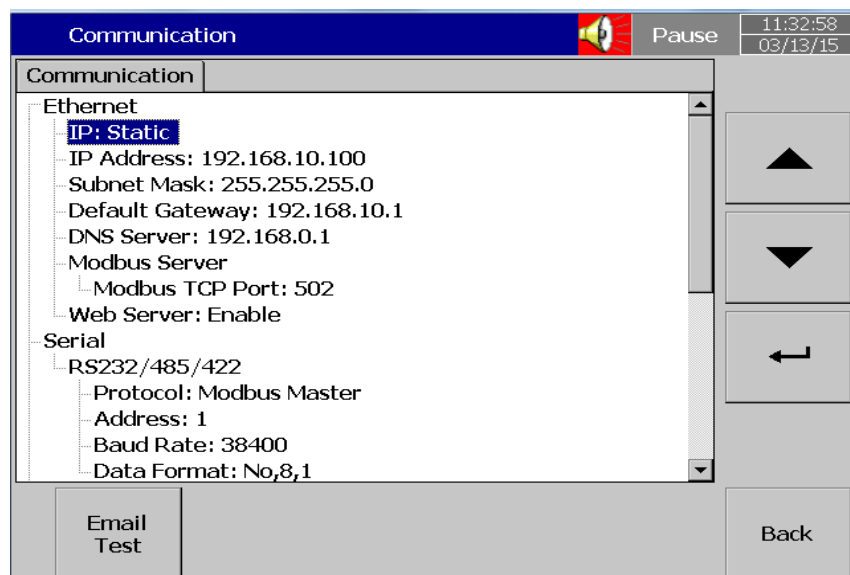 Communication
Pause
11:32:58
03/13/15
Communication
Ethernet
IP: Static
IP Address: 192.168.10.100
Subnet Mask: 255.255.255.0
Default Gateway: 192.168.10.1
DNS Server: 192.168.0.1
Modbus Server
Modbus TCP Port: 502
Web Server: Enable
Serial
RS232/485/422
Protocol: Modbus Master
Address: 1
Baud Rate: 38400
Data Format: No,8,1
Email
Test
Back